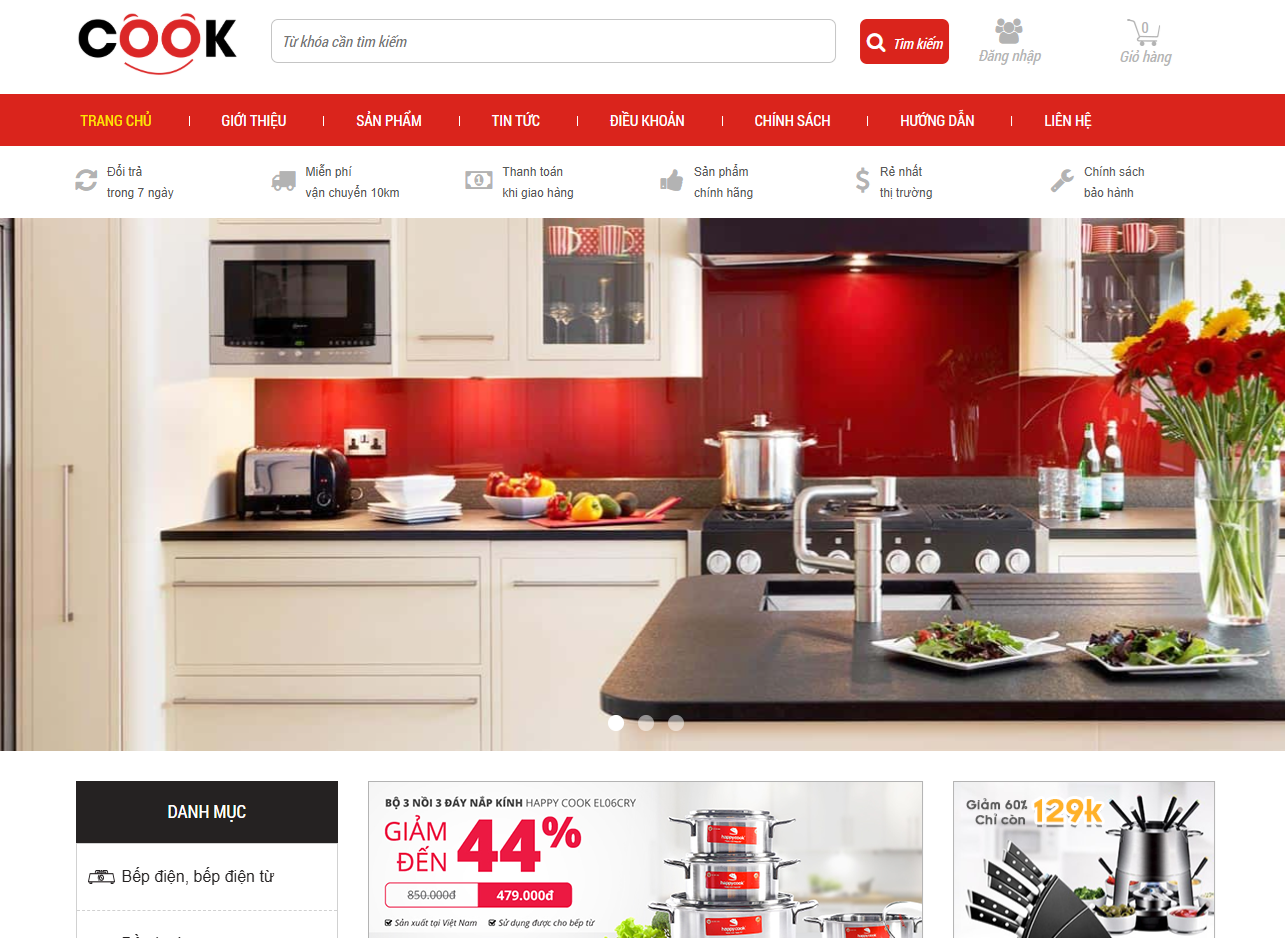 COOK
Từ khóa cần tìm kiếm
Tìm kiếm
Đăng nhập
0
Giỏ hàng
TRANG CHỦ
GIỚI THIỆU
SẢN PHẨM
TIN TỨC
ĐIỀU KHOẢN
CHÍNH SÁCH
HƯỚNG DẪN
LIÊN HỆ
Đổi trả
trong 7 ngày
Miễn phí
vận chuyển 10km
Thanh toán
khi giao hàng
Sản phẩm
chính hãng
Rẻ nhất
thị trường
Chính sách
bảo hành
DANH MỤC
Bếp điện, bếp điện từ
BỘ 3 NỒI 3 ĐÁY NẮP KÍNH HAPPY COOK EL06CRY
GIẢM
ĐẾN
44%
850.000đ
479.000đ
Sản xuất tại Việt Nam
Sử dụng được cho bếp từ
happycook
happycook
happycook
Giảm 60%
Chỉ còn
129k